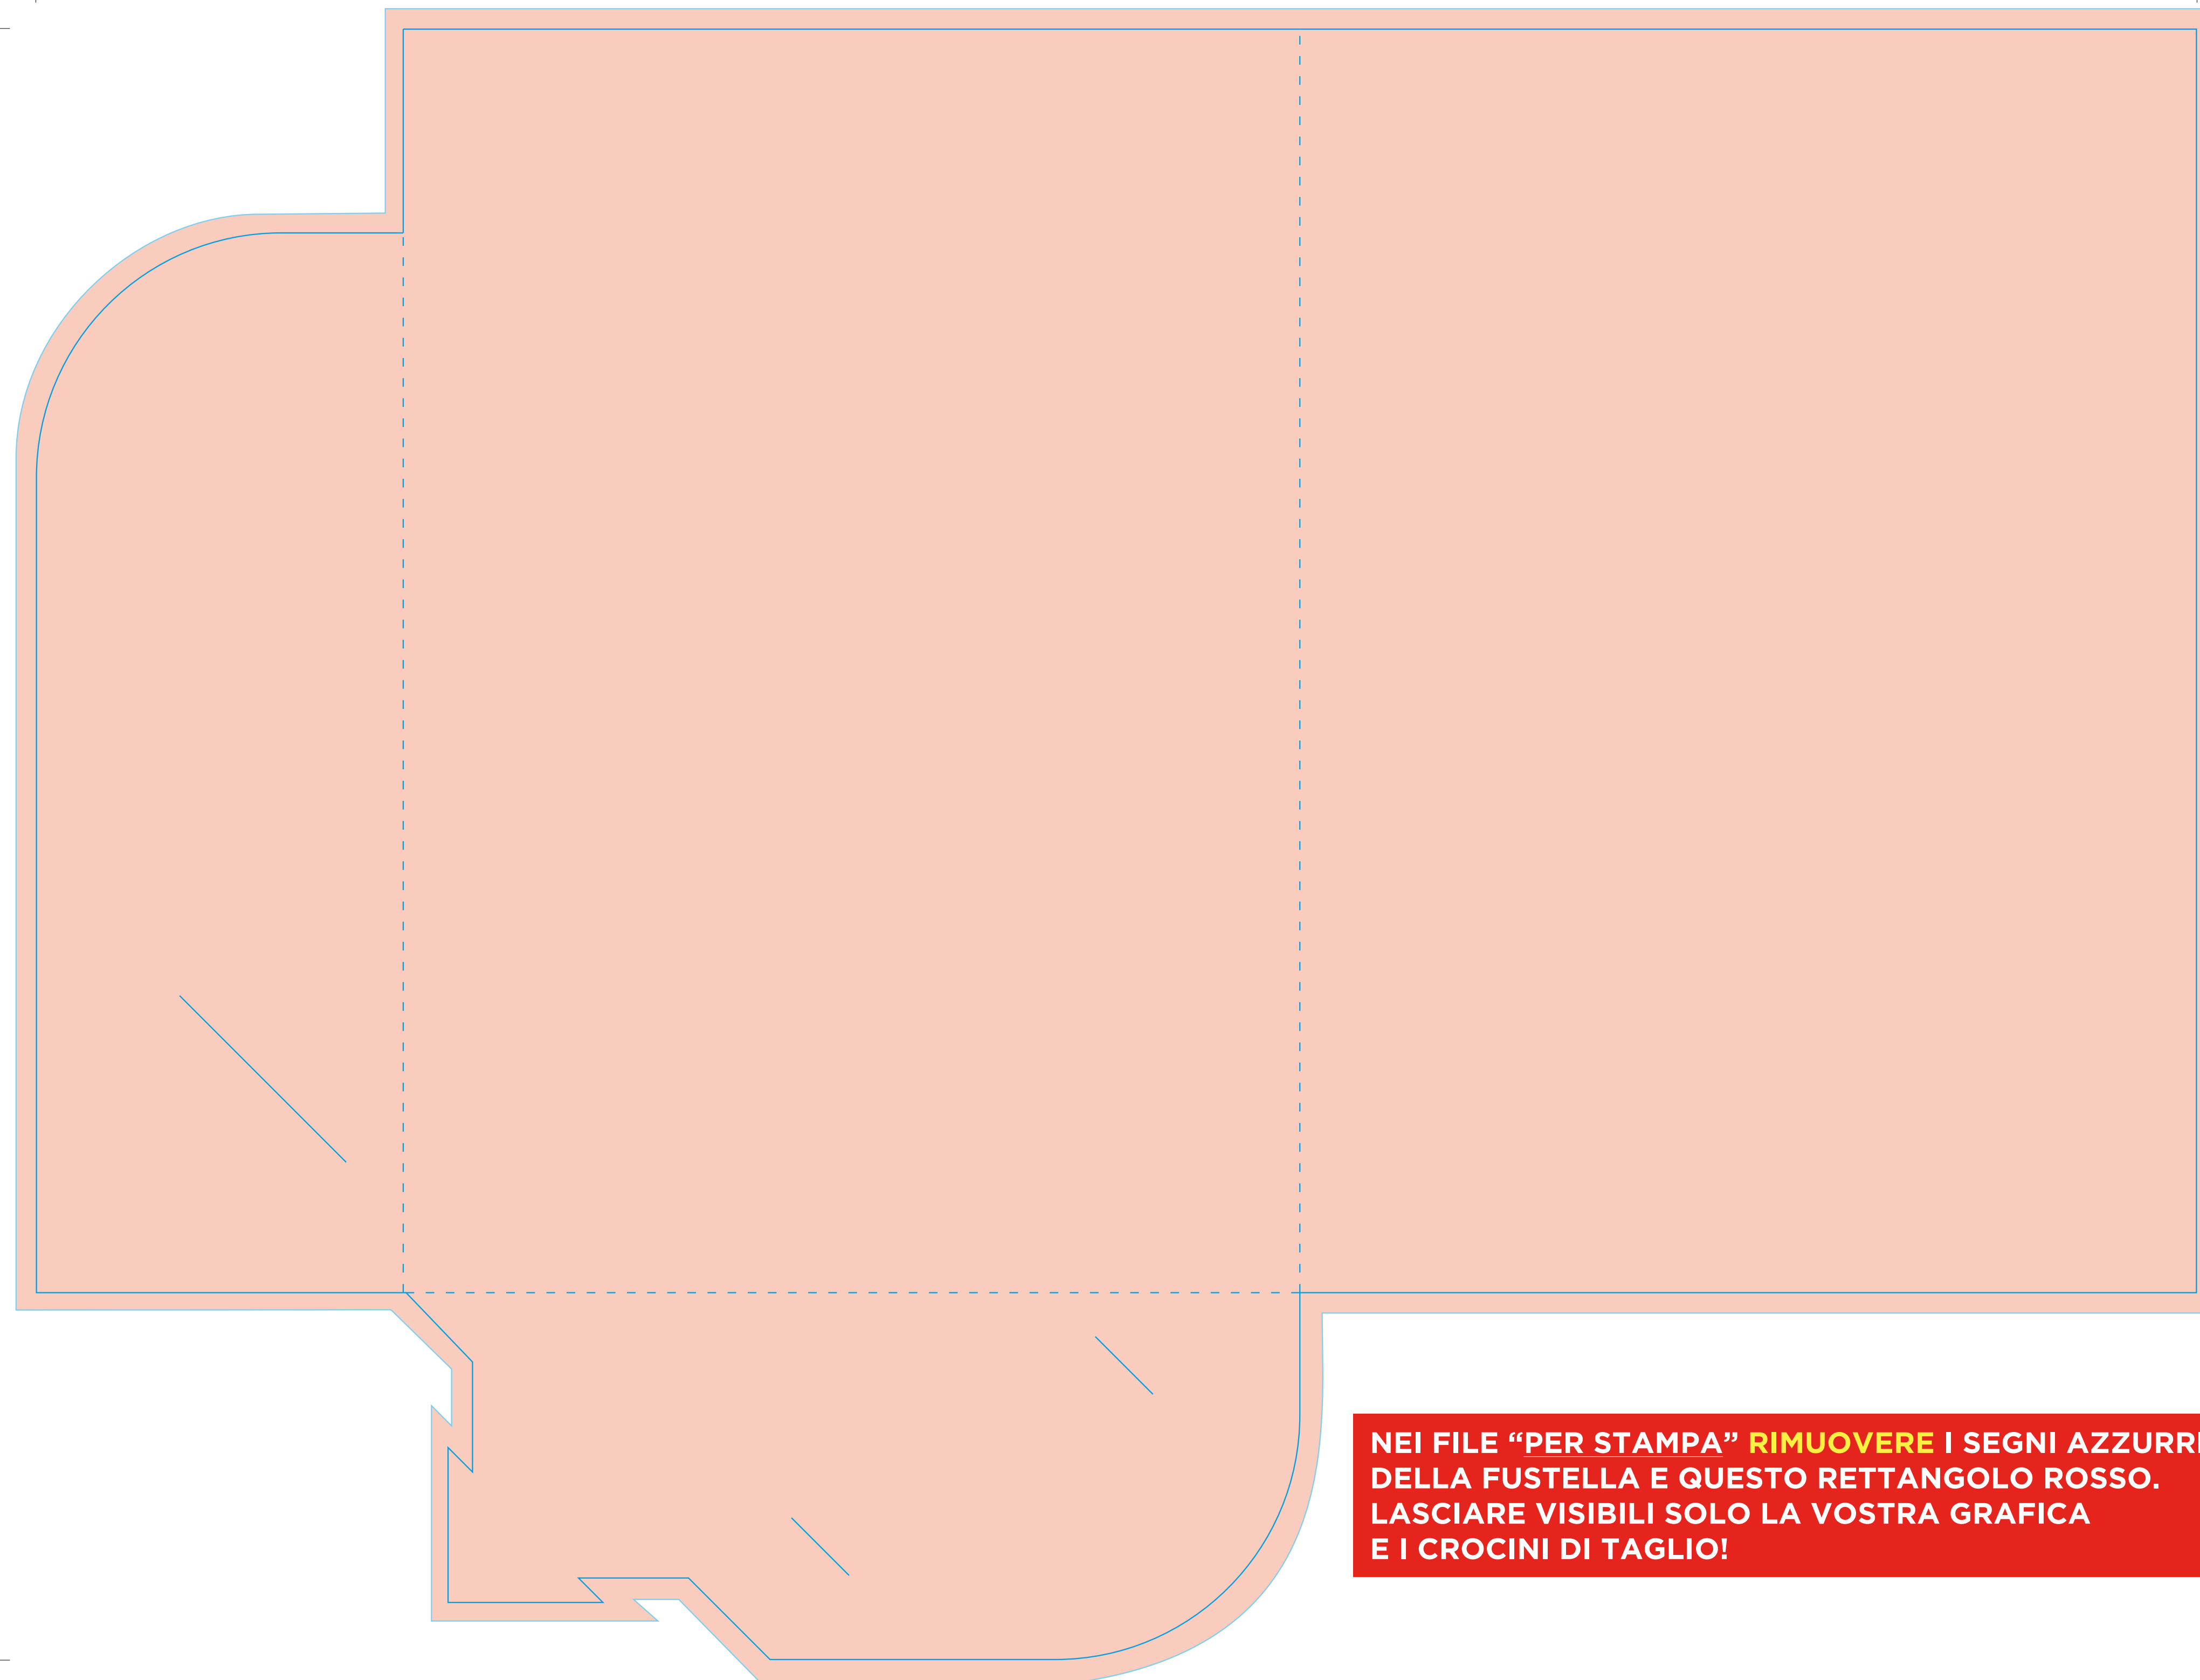 NEI FILE “PER STAMPA” RIMUOVERE I SEGNI AZZURRI
DELLA FUSTELLA E QUESTO RETTANGOLO ROSSO.
LASCIARE VISIBILI SOLO LA VOSTRA GRAFICA
E I CROCINI DI TAGLIO!